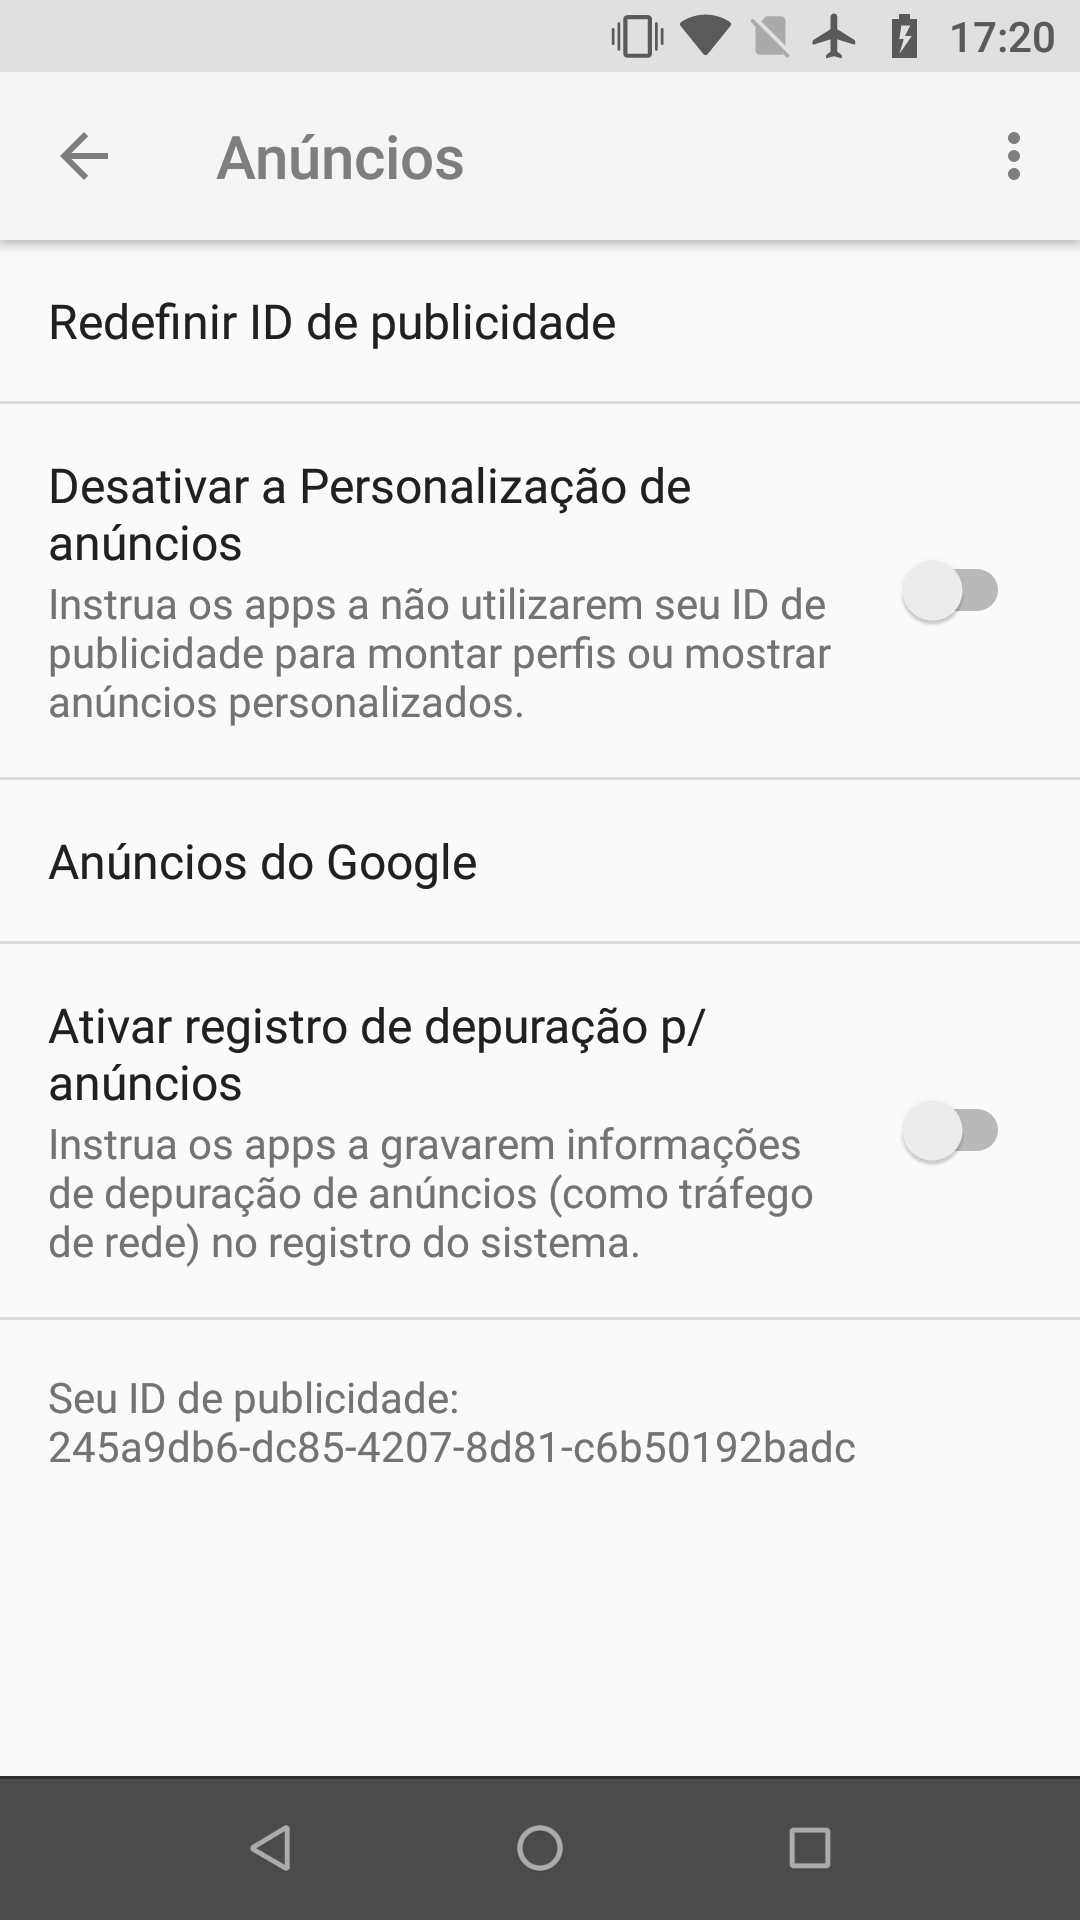 17:20
Anúncios
Redefinir ID de publicidade
Desativar a Personalização de
anúncios
Instrua os apps a não utilizarem seu ID de
publicidade para montar perfis ou mostrar
anúncios personalizados.
Anúncios do Google
Ativar registro de depuração p/
anúncios
Instrua os apps a gravarem informações
de depuração de anúncios (como tráfego
de rede) no registro do sistema.
Seu ID de publicidade:
245a9db6-dc85-4207-8d81-c6b50192badc